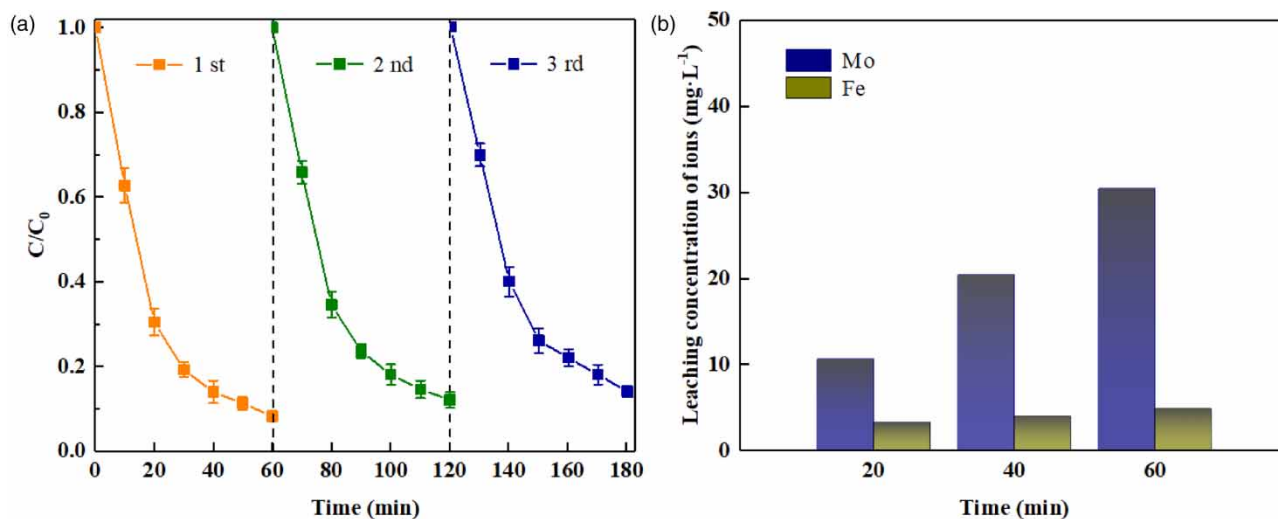 (a)
1.0
0.8
0.6
0.4
0.2
0.0
C/C₀
1 st
2 nd
3 rd
0 20 40 60 80 100 120 140 160 180
Time (min)
(b)
50
40
30
20
10
0
Leaching concentration of ions (mg·L⁻¹)
Mo
Fe
20 40 60
Time (min)